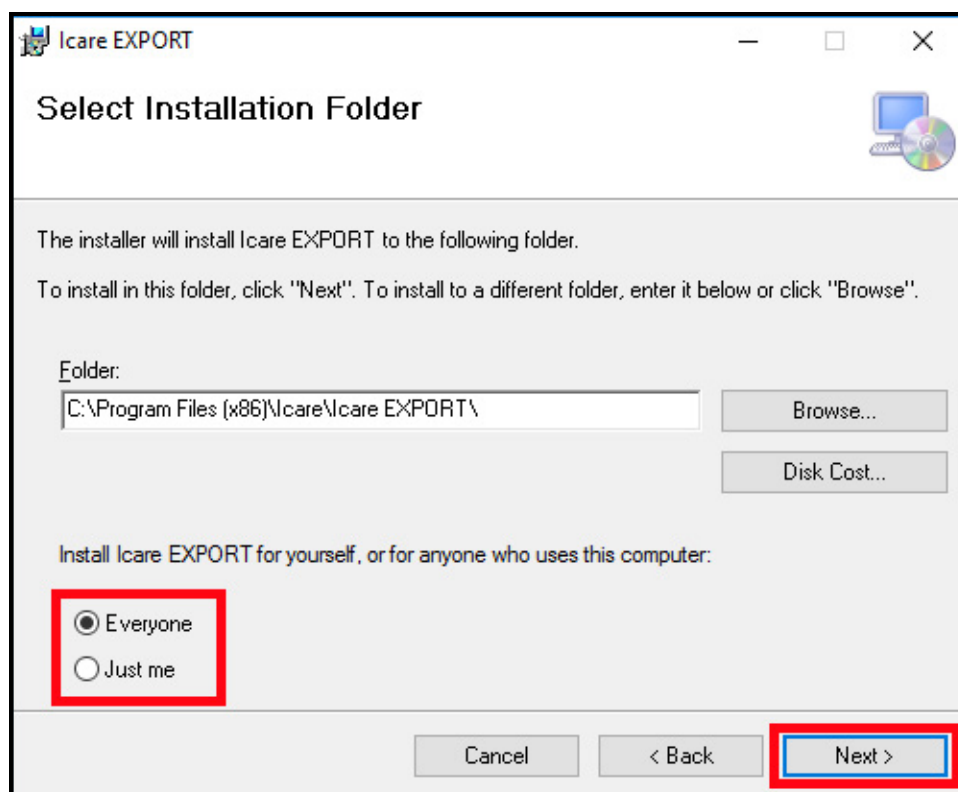 Icare EXPORT
Select Installation Folder
The installer will install Icare EXPORT to the following folder.
To install in this folder, click "Next". To install to a different folder, enter it below or click "Browse".
Folder:
C:\Program Files (x86)\Icare\Icare EXPORT\
Browse...
Disk Cost...
Install Icare EXPORT for yourself, or for anyone who uses this computer:
Everyone
Just me
Cancel
< Back
Next >